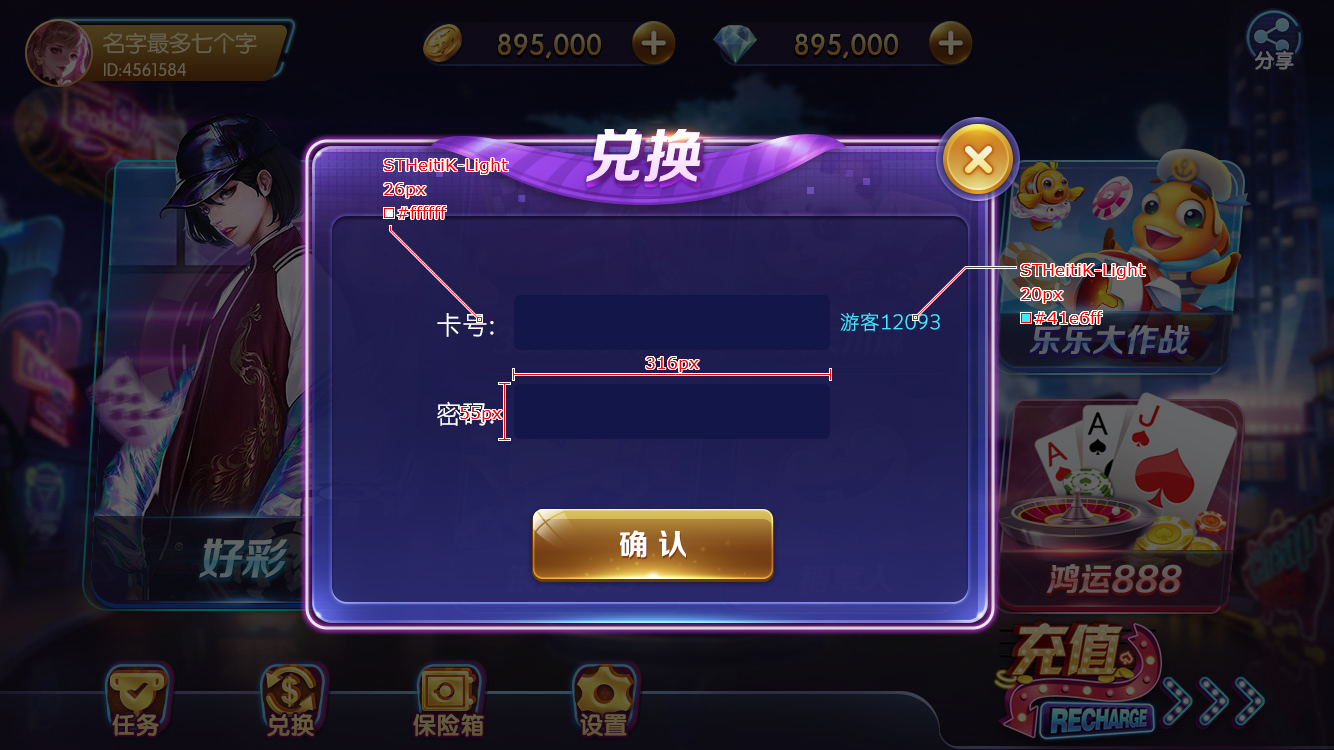 名字最多七个字
ID:4561584
895,000
895,000
分享
兑换
STHeitiK-Light
26px
#ffffff
STHeitiK-Light
20px
#41e6ff
卡号:
游客12093
316px
密码:
55px
确认
好彩
乐乐大作战
A
A
J
鸿运888
任务
兑换
保险箱
设置
充值
RECHARGE